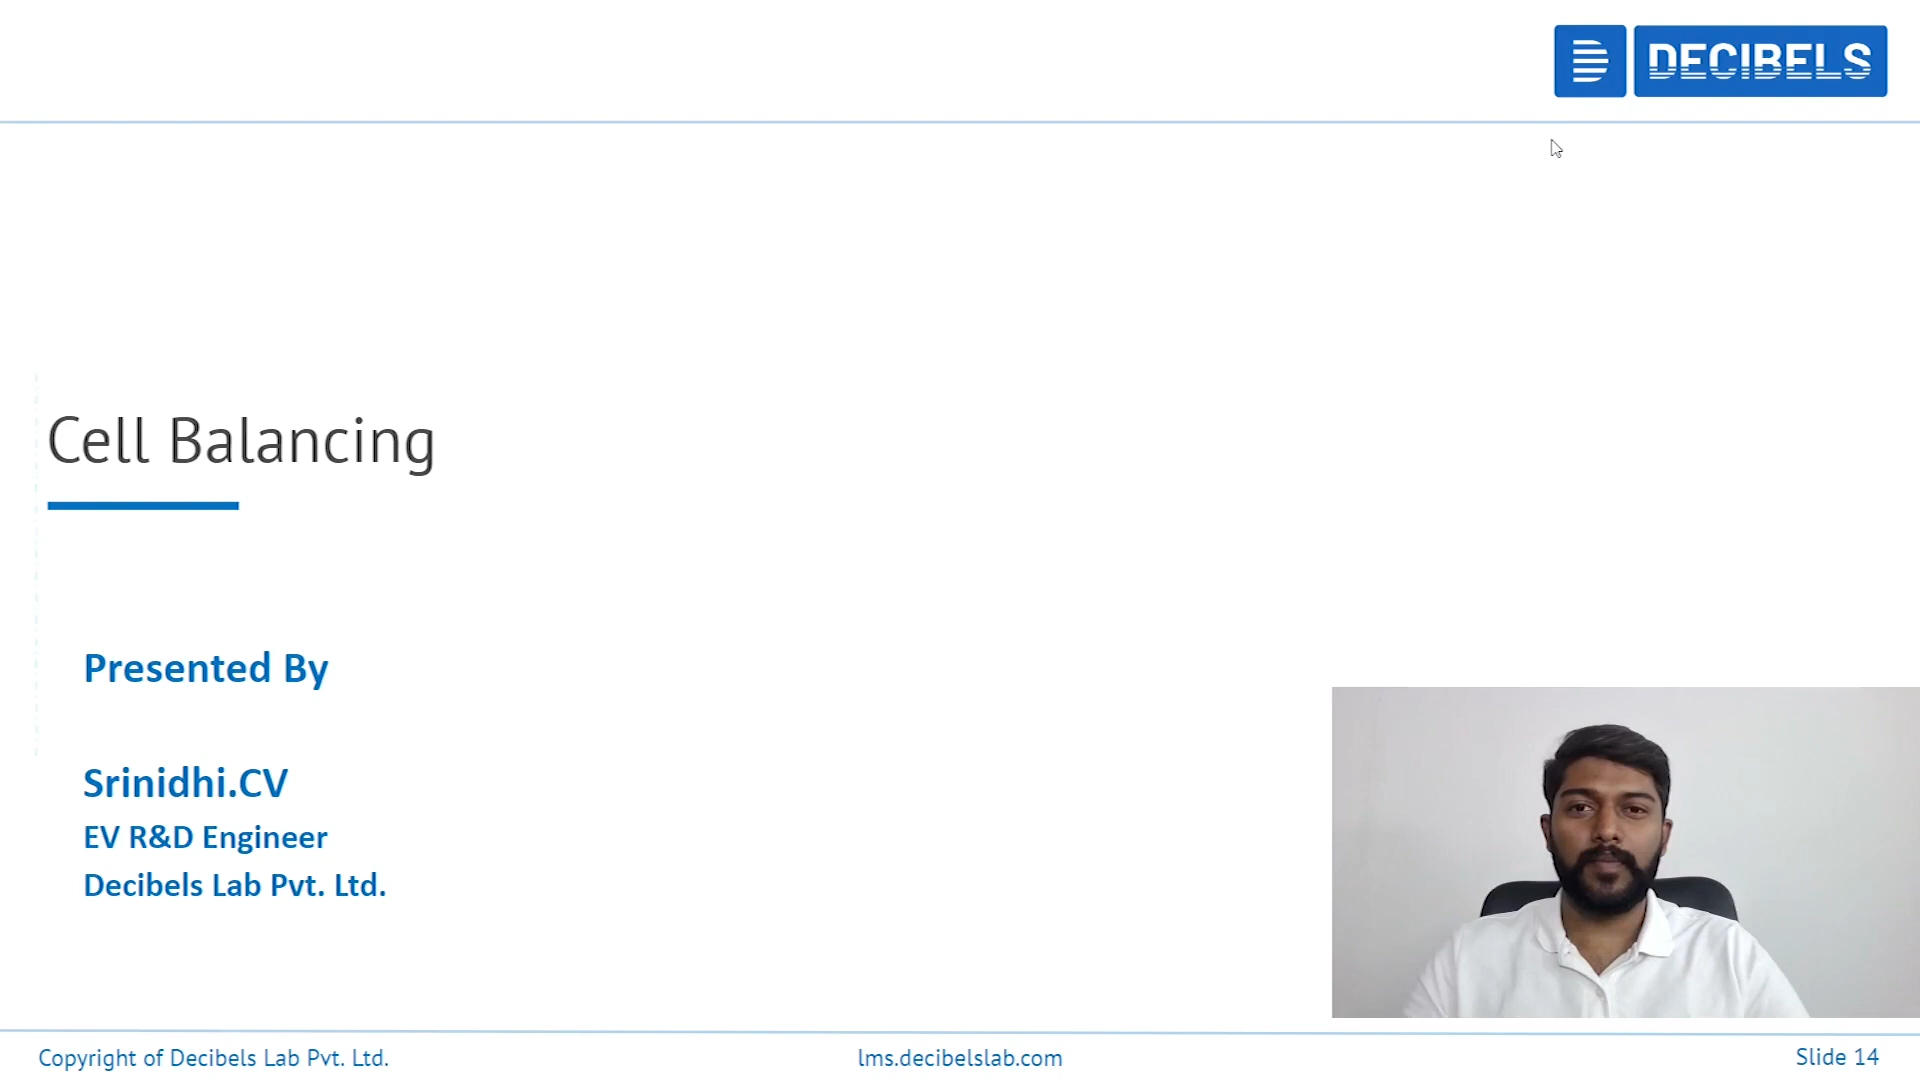 DECIBELS
Cell Balancing
Presented By
Srinidhi.CV
EV R&D Engineer
Decibels Lab Pvt. Ltd.
Copyright of Decibels Lab Pvt. Ltd.
lms.decibelslab.com
Slide 14